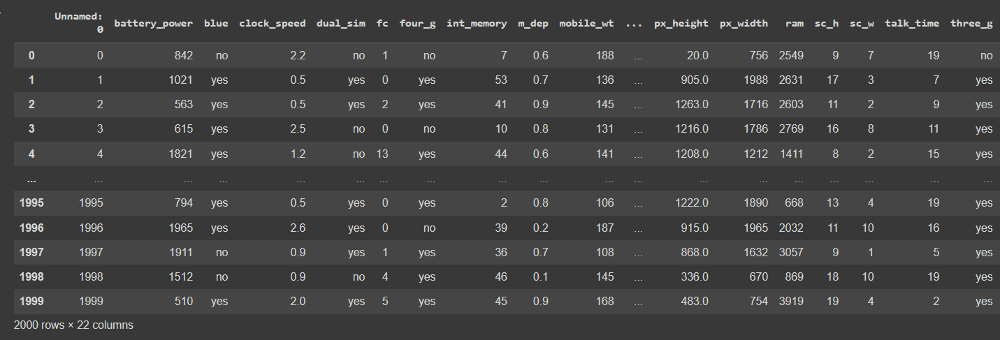 Unnamed: 0 battery_power blue clock_speed dual_sim fc four_g int_memory m_dep mobile_wt ... px_height px_width ram sc_h sc_w talk_time three_g
0 0 842 no 2.2 no 1 no 7 0.6 188 ... 20.0 756 2549 9 7 19 no
1 1 1021 yes 0.5 yes 0 yes 53 0.7 136 ... 905.0 1988 2631 17 3 7 yes
2 2 563 yes 0.5 yes 2 yes 41 0.9 145 ... 1263.0 1716 2603 11 2 9 yes
3 3 615 yes 2.5 no 0 no 10 0.8 131 ... 1216.0 1786 2769 16 8 11 yes
4 4 1821 yes 1.2 no 13 yes 44 0.6 141 ... 1208.0 1212 1411 8 2 15 yes
... ... ... ... ... ... ... ... ... ... ... ... ... ... ... ... ... ... ...
1995 1995 794 yes 0.5 yes 0 yes 2 0.8 106 ... 1222.0 1890 668 13 4 19 yes
1996 1996 1965 yes 2.6 yes 0 no 39 0.2 187 ... 915.0 1965 2032 11 10 16 yes
1997 1997 1911 no 0.9 yes 1 yes 36 0.7 108 ... 868.0 1632 3057 9 1 5 yes
1998 1998 1512 no 0.9 no 4 yes 46 0.1 145 ... 336.0 670 869 18 10 19 yes
1999 1999 510 yes 2.0 yes 5 yes 45 0.9 168 ... 483.0 754 3919 19 4 2 yes
2000 rows × 22 columns